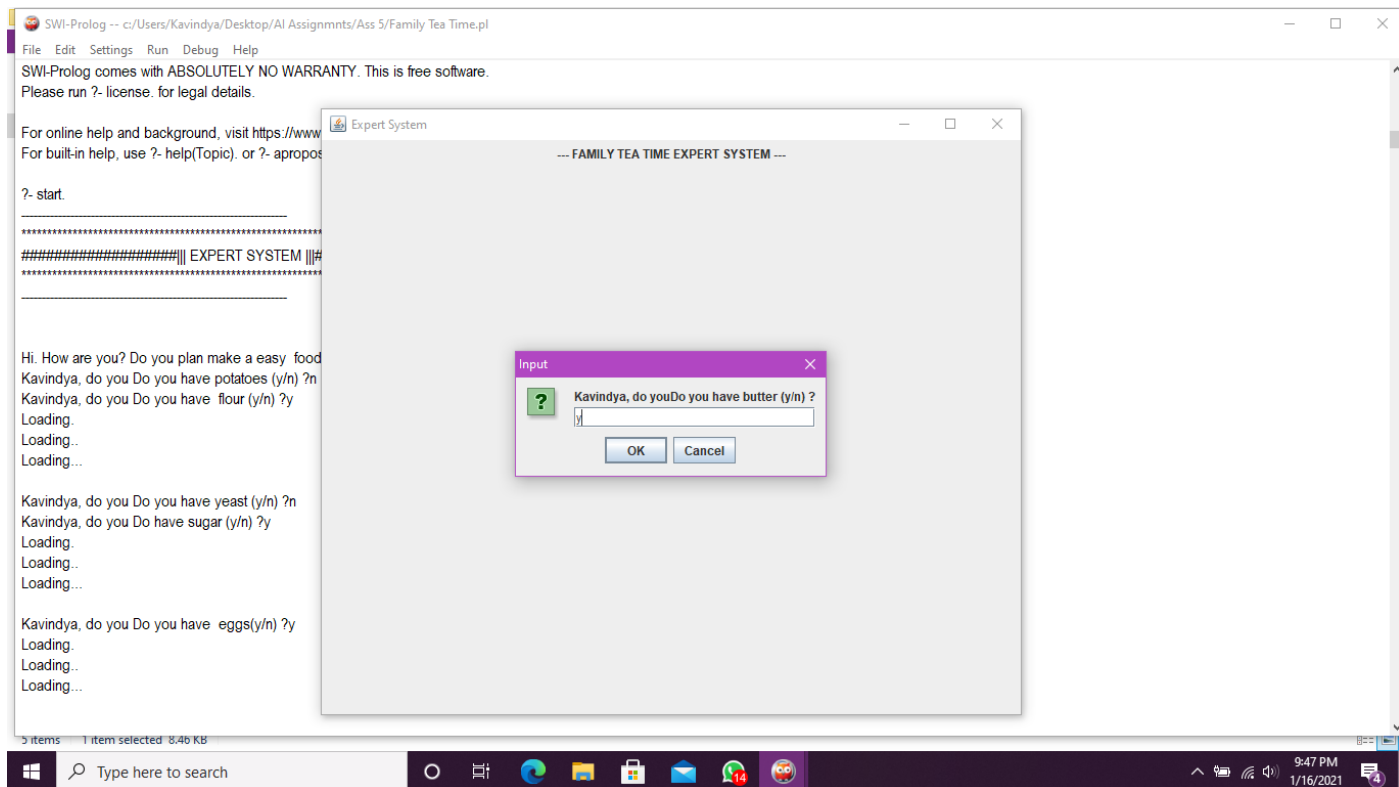 SWI-Prolog -- c:/Users/Kavindya/Desktop/AI Assignmnts/Ass 5/Family Tea Time.pl
File Edit Settings Run Debug Help
SWI-Prolog comes with ABSOLUTELY NO WARRANTY. This is free software.
Please run ?- license. for legal details.
For online help and background, visit https://www
For built-in help, use ?- help(Topic). or ?- apropos
?- start.
--------------------------------------------------------------------
************************************************************
#####################||| EXPERT SYSTEM |||#
************************************************************
--------------------------------------------------------------------
Hi. How are you? Do you plan make a easy  food
Kavindya, do you Do you have potatoes (y/n) ?n
Kavindya, do you Do you have  flour (y/n) ?y
Loading.
Loading..
Loading...
Kavindya, do you Do you have yeast (y/n) ?n
Kavindya, do you Do have sugar (y/n) ?y
Loading.
Loading..
Loading...
Kavindya, do you Do you have  eggs(y/n) ?y
Loading.
Loading..
Loading...
Expert System
--- FAMILY TEA TIME EXPERT SYSTEM ---
Input
Kavindya, do youDo you have butter (y/n) ?
y
OK Cancel
5 items 1 item selected 8.46 KB
Type here to search
14
9:47 PM
1/16/2021
4